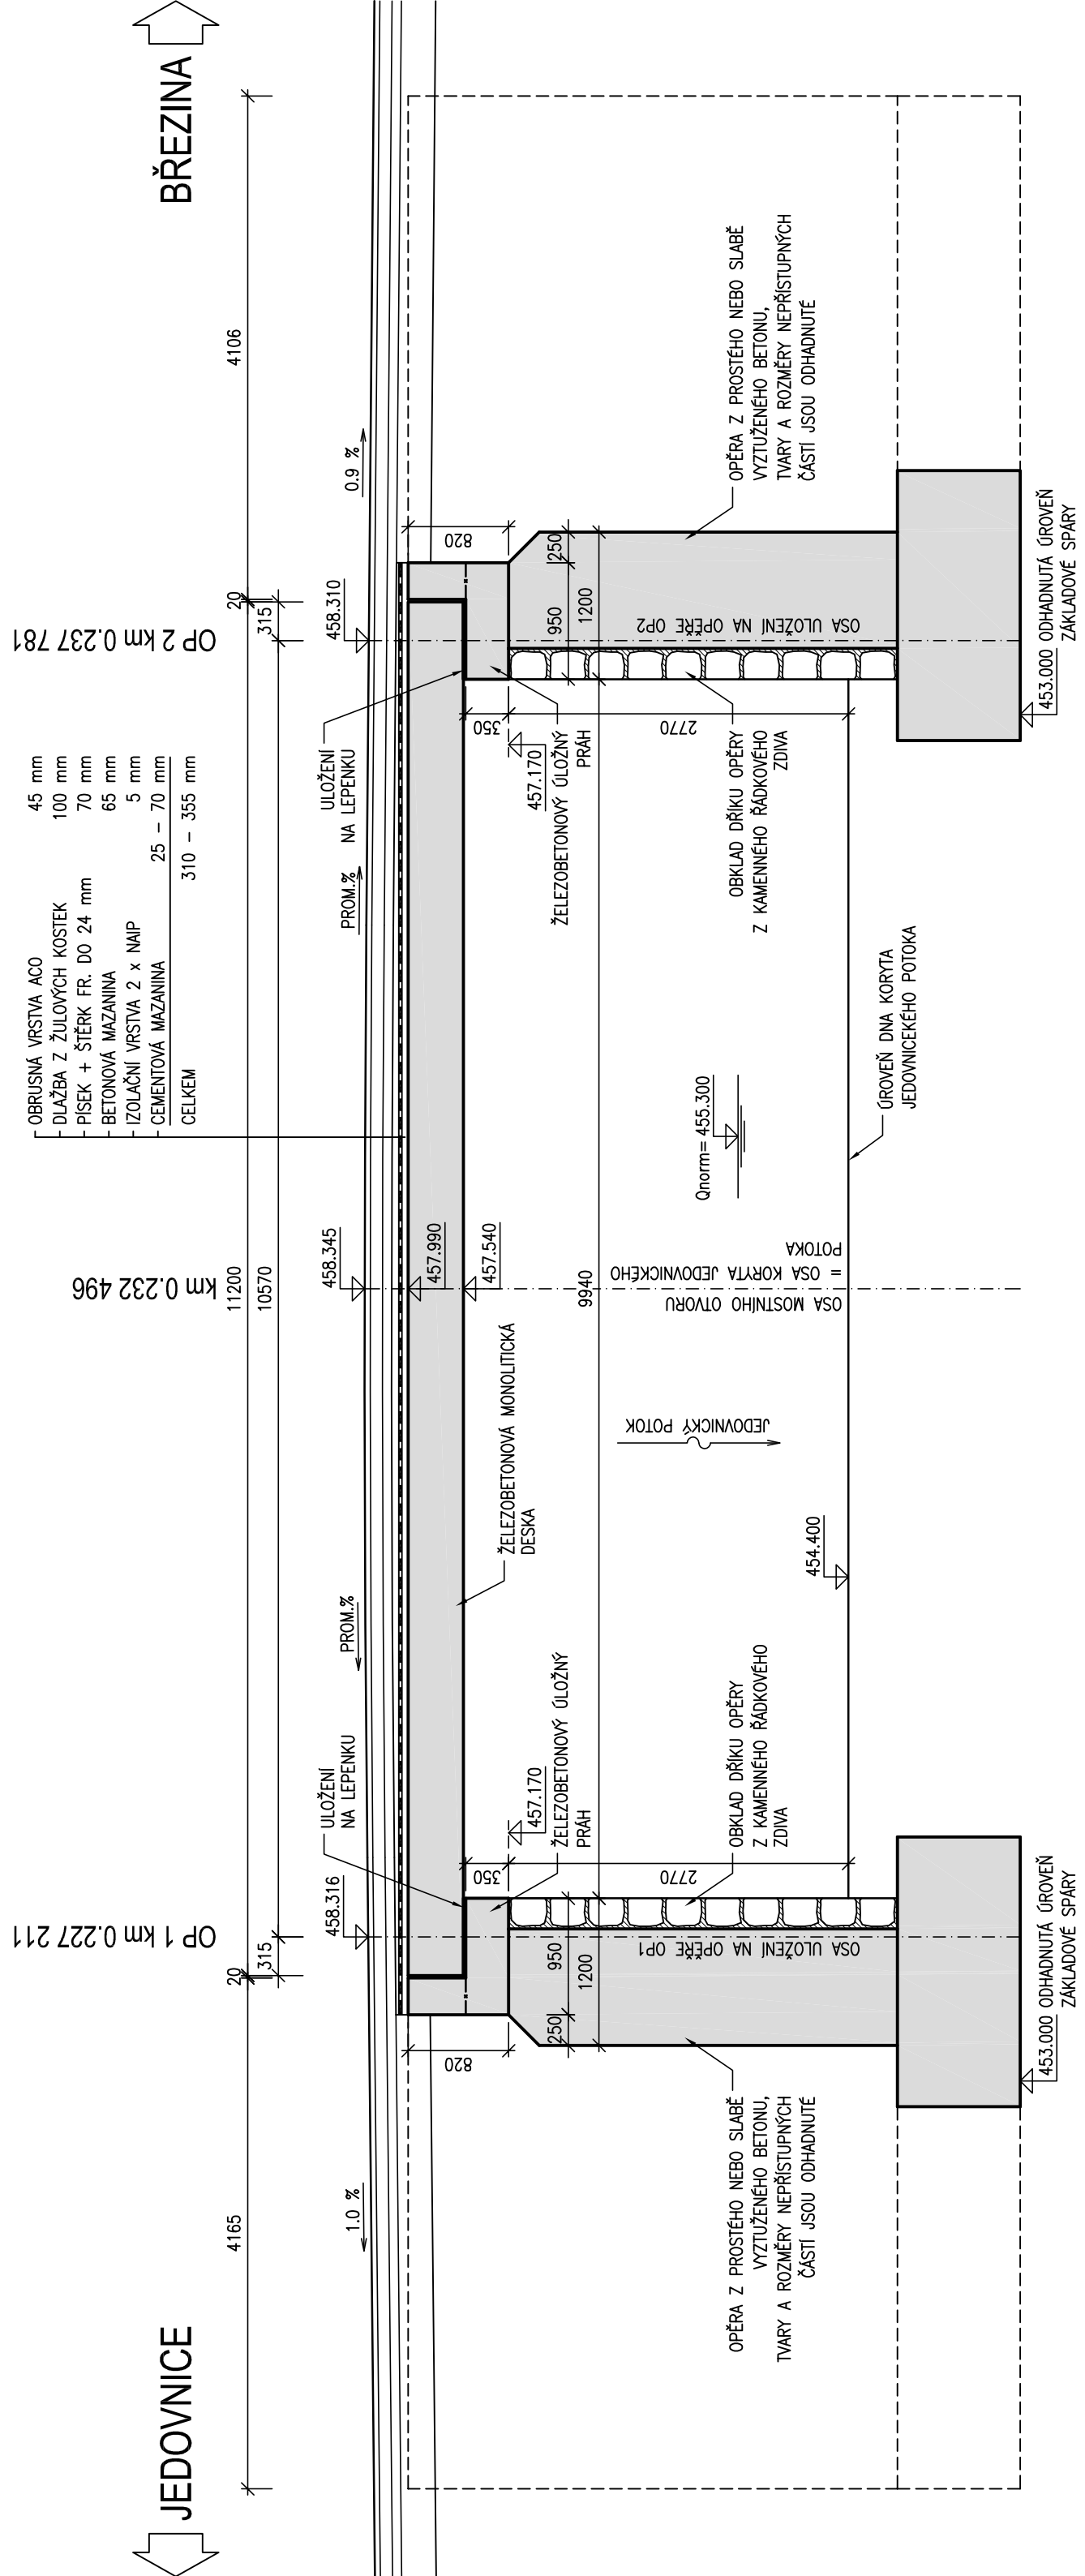 JEDOVNICE
BŘEZINA
OP 1 km 0.227 211
km 0.232 496
OP 2 km 0.237 781
OBRUSNÁ VRSTVA ACO 45 mm
DLAŽBA Z ŽULOVÝCH KOSTEK 100 mm
PÍSEK + ŠTĚRK FR. DO 24 mm 70 mm
BETONOVÁ MAZANINA 65 mm
IZOLAČNÍ VRSTVA 2 x NAIP 5 mm
CEMENTOVÁ MAZANINA 25 - 70 mm
CELKEM 310 - 355 mm
4165
20
11200
20
4106
315
10570
315
1.0 %
PROM.%
PROM.%
0.9 %
458.316
458.345
458.310
ULOŽENÍ
NA LEPENKU
ULOŽENÍ
NA LEPENKU
457.990
457.540
820
820
350
350
457.170
457.170
ŽELEZOBETONOVÁ MONOLITICKÁ
DESKA
ŽELEZOBETONOVÝ ÚLOŽNÝ
PRÁH
ŽELEZOBETONOVÝ ÚLOŽNÝ
PRÁH
250
950
1200
9940
950
250
1200
2770
2770
OSA ULOŽENÍ NA OPĚŘE OP1
OSA MOSTNÍHO OTVORU
= OSA KORYTA JEDOVNICKÉHO
POTOKA
OSA ULOŽENÍ NA OPĚŘE OP2
JEDOVNICKÝ POTOK
Qnorm= 455.300
OPĚRA Z PROSTÉHO NEBO SLABĚ
VYZTUŽENÉHO BETONU,
TVARY A ROZMĚRY NEPŘÍSTUPNÝCH
ČÁSTÍ JSOU ODHADNUTÉ
OBKLAD DŘÍKU OPĚRY
Z KAMENNÉHO ŘÁDKOVÉHO
ZDIVA
OBKLAD DŘÍKU OPĚRY
Z KAMENNÉHO ŘÁDKOVÉHO
ZDIVA
OPĚRA Z PROSTÉHO NEBO SLABĚ
VYZTUŽENÉHO BETONU,
TVARY A ROZMĚRY NEPŘÍSTUPNÝCH
ČÁSTÍ JSOU ODHADNUTÉ
454.400
ÚROVEŇ DNA KORYTA
JEDOVNICEKÉHO POTOKA
453.000 ODHADNUTÁ ÚROVEŇ
ZÁKLADOVÉ SPÁRY
453.000 ODHADNUTÁ ÚROVEŇ
ZÁKLADOVÉ SPÁRY